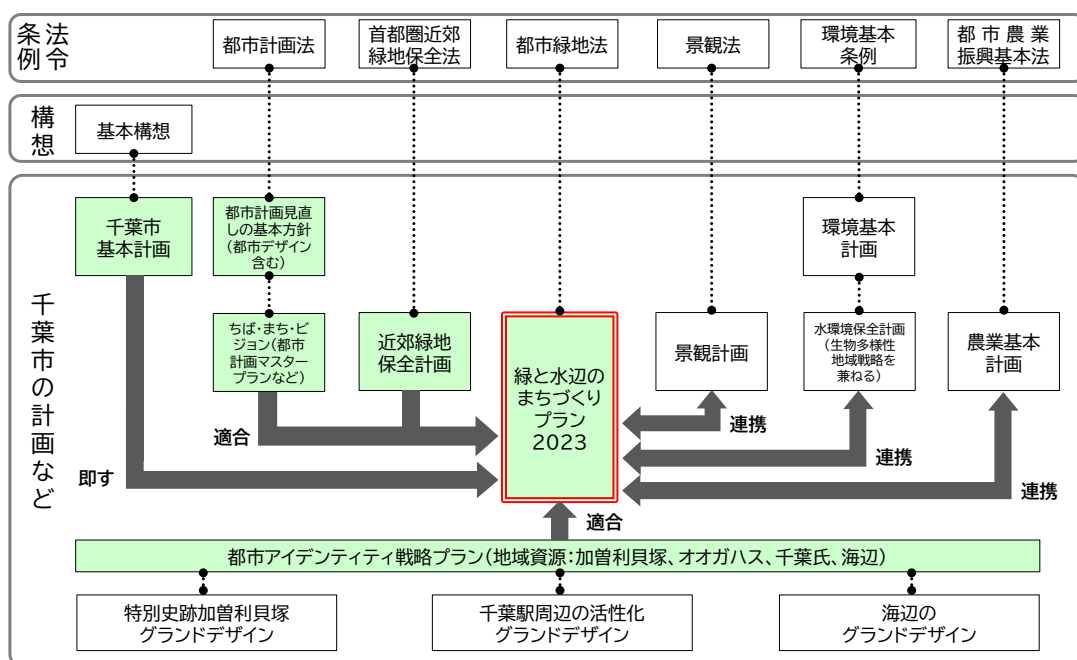 法令
条例
都市計画法
首都圏近郊
緑地保全法
都市緑地法
景観法
環境基本
条例
都市農業
振興基本法
構想
基本構想
千葉市の計画など
千葉市
基本計画
都市計画見直
しの基本方針
(都市デザイン
含む)
環境基本
計画
ちば・まち・ビ
ジョン(都市
計画マスター
プランなど)
近郊緑地
保全計画
緑と水辺の
まちづくり
プラン
2023
景観計画
水環境保全計画
(生物多様性
地域戦略を
兼ねる)
農業基本
計画
適合
連携
連携
即す
連携
適合
都市アイデンティティ戦略プラン(地域資源:加曽利貝塚、オオガハス、千葉氏、海辺)
特別史跡加曽利貝塚
グランドデザイン
千葉駅周辺の活性化
グランドデザイン
海辺の
グランドデザイン